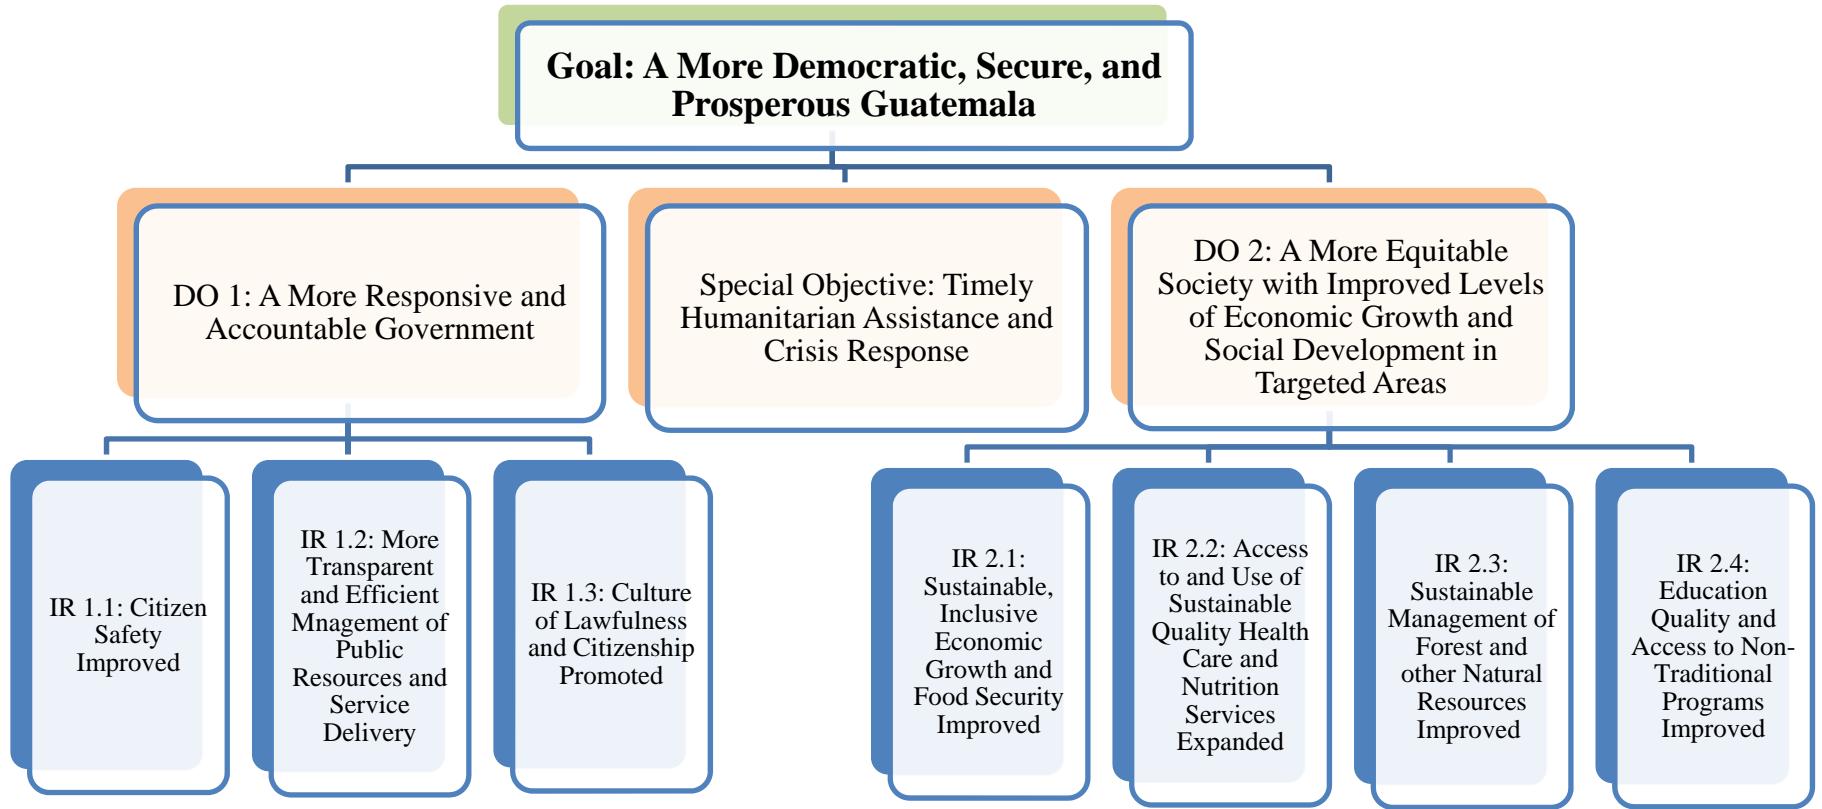 Goal: A More Democratic, Secure, and
Prosperous Guatemala
DO 1: A More Responsive and
Accountable Government
Special Objective: Timely
Humanitarian Assistance and
Crisis Response
DO 2: A More Equitable
Society with Improved Levels
of Economic Growth and
Social Development in
Targeted Areas
IR 1.1: Citizen
Safety
Improved
IR 1.2: More
Transparent
and Efficient
Mnagement of
Public
Resources and
Service
Delivery
IR 1.3: Culture
of Lawfulness
and Citizenship
Promoted
IR 2.1:
Sustainable,
Inclusive
Economic
Growth and
Food Security
Improved
IR 2.2: Access
to and Use of
Sustainable
Quality Health
Care and
Nutrition
Services
Expanded
IR 2.3:
Sustainable
Management of
Forest and
other Natural
Resources
Improved
IR 2.4:
Education
Quality and
Access to Non-
Traditional
Programs
Improved